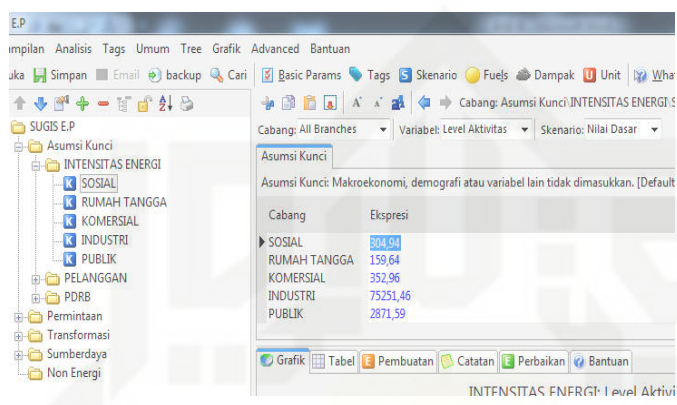 E.P
mpilan Analisis Tags Umum Tree Grafik Advanced Bantuan
uka Simpan Email backup Cari Basic Params Tags Skenario Fuels Dampak Unit Wha
Cabang: Asumsi Kunci\INTENSITAS ENERGI\S
SUGIS E.P
Asumsi Kunci
INTENSITAS ENERGI
SOSIAL
RUMAH TANGGA
KOMERSIAL
INDUSTRI
PUBLIK
PELANGGAN
PDRB
Permintaan
Transformasi
Sumberdaya
Non Energi
Cabang: All Branches Variabel: Level Aktivitas Skenario: Nilai Dasar
Asumsi Kunci
Asumsi Kunci: Makroekonomi, demografi atau variabel lain tidak dimasukkan. [Default
Cabang Ekspresi
SOSIAL 304,94
RUMAH TANGGA 159,64
KOMERSIAL 352,96
INDUSTRI 75251,46
PUBLIK 2871,59
Grafik Tabel Pembuatan Catatan Perbaikan Bantuan
INTENSITAS ENERGI: Level Aktivi